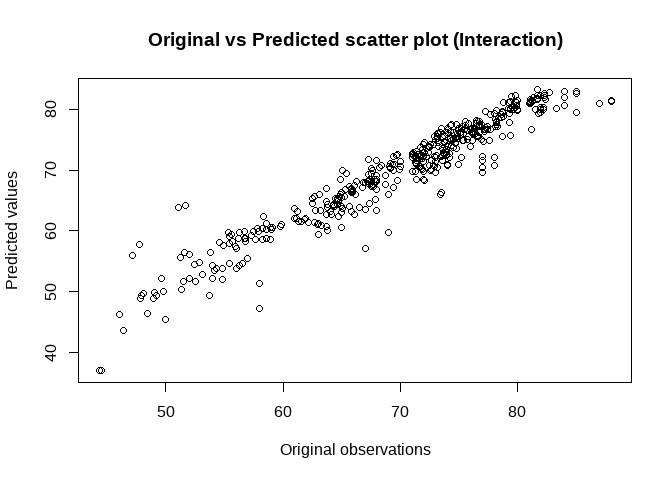 Original vs Predicted scatter plot (Interaction)
Predicted values
80
70
60
50
40
50 60 70 80
Original observations